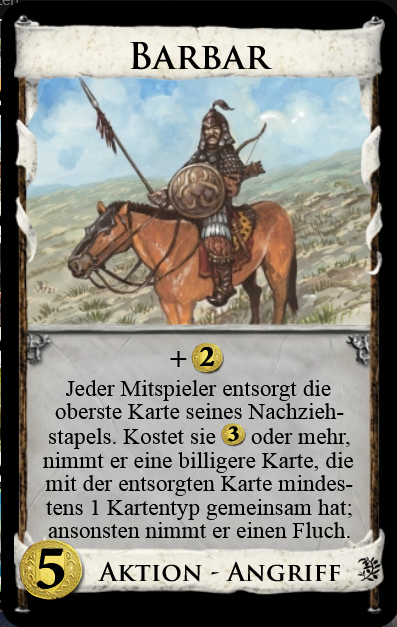 Barbar
+ 2
Jeder Mitspieler entsorgt die
oberste Karte seines Nachzieh-
stapels. Kostet sie 3 oder mehr,
nimmt er eine billigere Karte, die
mit der entsorgten Karte mindes-
tens 1 Kartentyp gemeinsam hat;
ansonsten nimmt er einen Fluch.
5 Aktion - Angriff